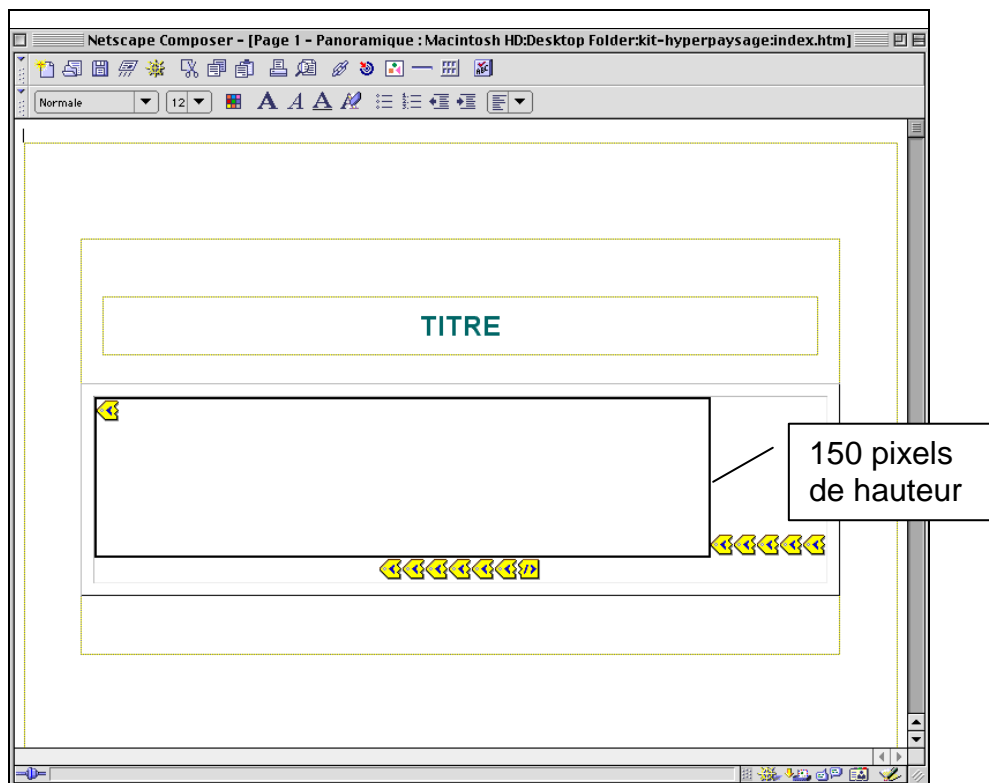 Netscape Composer - [Page 1 - Panoramique : Macintosh HD:Desktop Folder:kit-hyperpaysage:index.htm]
Normale 12 A A A
TITRE
150 pixels
de hauteur